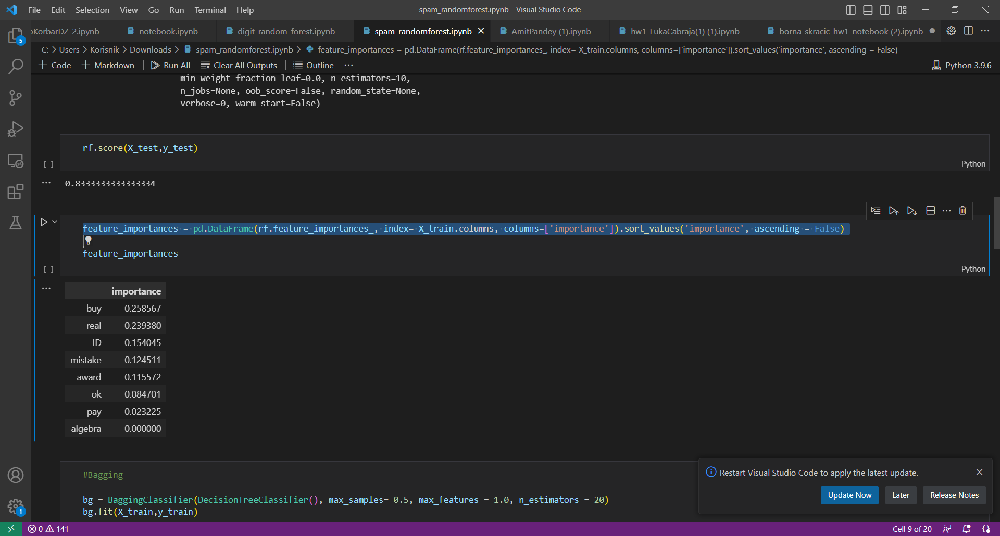 File Edit Selection View Go Run Terminal Help
spam_randomforest.ipynb - Visual Studio Code
oKorbarDZ_2.ipynb
notebook.ipynb
digit_random_forest.ipynb
spam_randomforest.ipynb
AmitPandey (1).ipynb
hw1_LukaCabraja(1) (1).ipynb
borna_skracic_hw1_notebook (2).ipynb
C: > Users > Korisnik > Downloads > spam_randomforest.ipynb > feature_importances = pd.DataFrame(rf.feature_importances_, index= X_train.columns, columns=['importance']).sort_values('importance', ascending = False)
+ Code + Markdown | Run All Clear All Outputs | Outline ...
Python 3.9.6
5
min_weight_fraction_leaf=0.0, n_estimators=10,
n_jobs=None, oob_score=False, random_state=None,
verbose=0, warm_start=False)
rf.score(X_test,y_test)
[ ]
Python
... 0.8333333333333334
feature_importances = pd.DataFrame(rf.feature_importances_, index= X_train.columns, columns=['importance']).sort_values('importance', ascending = False)
feature_importances
[ ]
Python
...
importance
buy 0.258567
real 0.239380
ID 0.154045
mistake 0.124511
award 0.115572
ok 0.084701
pay 0.023225
algebra 0.000000
#Bagging
bg = BaggingClassifier(DecisionTreeClassifier(), max_samples= 0.5, max_features = 1.0, n_estimators = 20)
bg.fit(X_train,y_train)
Restart Visual Studio Code to apply the latest update.
Update Now
Later
Release Notes
1
0 141
Cell 9 of 20